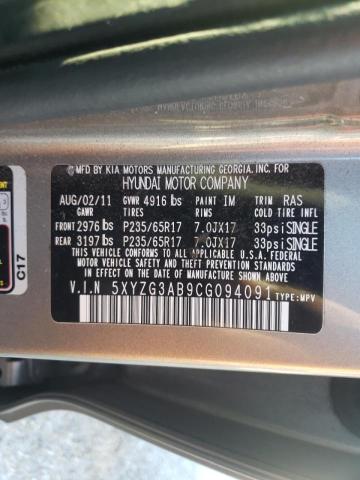 MFD BY KIA MOTORS MANUFACTURING GEORGIA, INC. FOR
HYUNDAI MOTOR COMPANY
AUG/02/11 GVWR 4916 lbs PAINT IM TRIM RAS
GAWR TIRES RIMS COLD TIRE INFL
FRONT 2976 lbs P235/65R17 7.0JX17 33psi SINGLE
REAR 3197 lbs P235/65R17 7.0JX17 33psi SINGLE
THIS VEHICLE CONFORMS TO ALL APPLICABLE U.S. FEDERAL
MOTOR VEHICLE SAFETY, BUMPER, AND THEFT PREVENTION
STANDARDS IN EFFECT ON THE DATE OF MANUFACTURE SHOWN ABOVE.
V.I.N 5XYZG3AB9CG094091 TYPE:MPV
C17